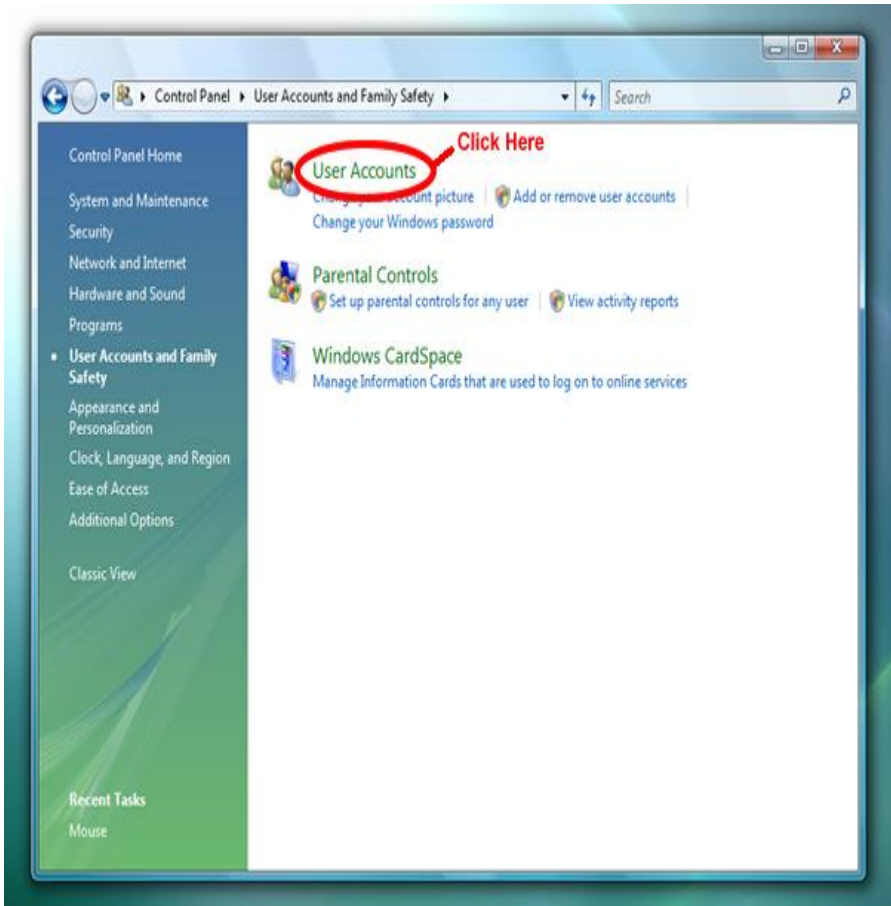 Control Panel User Accounts and Family Safety Search
Click Here
Control Panel Home
System and Maintenance
Security
Network and Internet
Hardware and Sound
Programs
User Accounts and Family
Safety
Appearance and
Personalization
Clock, Language, and Region
Ease of Access
Additional Options
Classic View
Recent Tasks
Mouse
User Accounts
account picture Add or remove user accounts
Change your Windows password
Parental Controls
Set up parental controls for any user View activity reports
Windows CardSpace
Manage Information Cards that are used to log on to online services